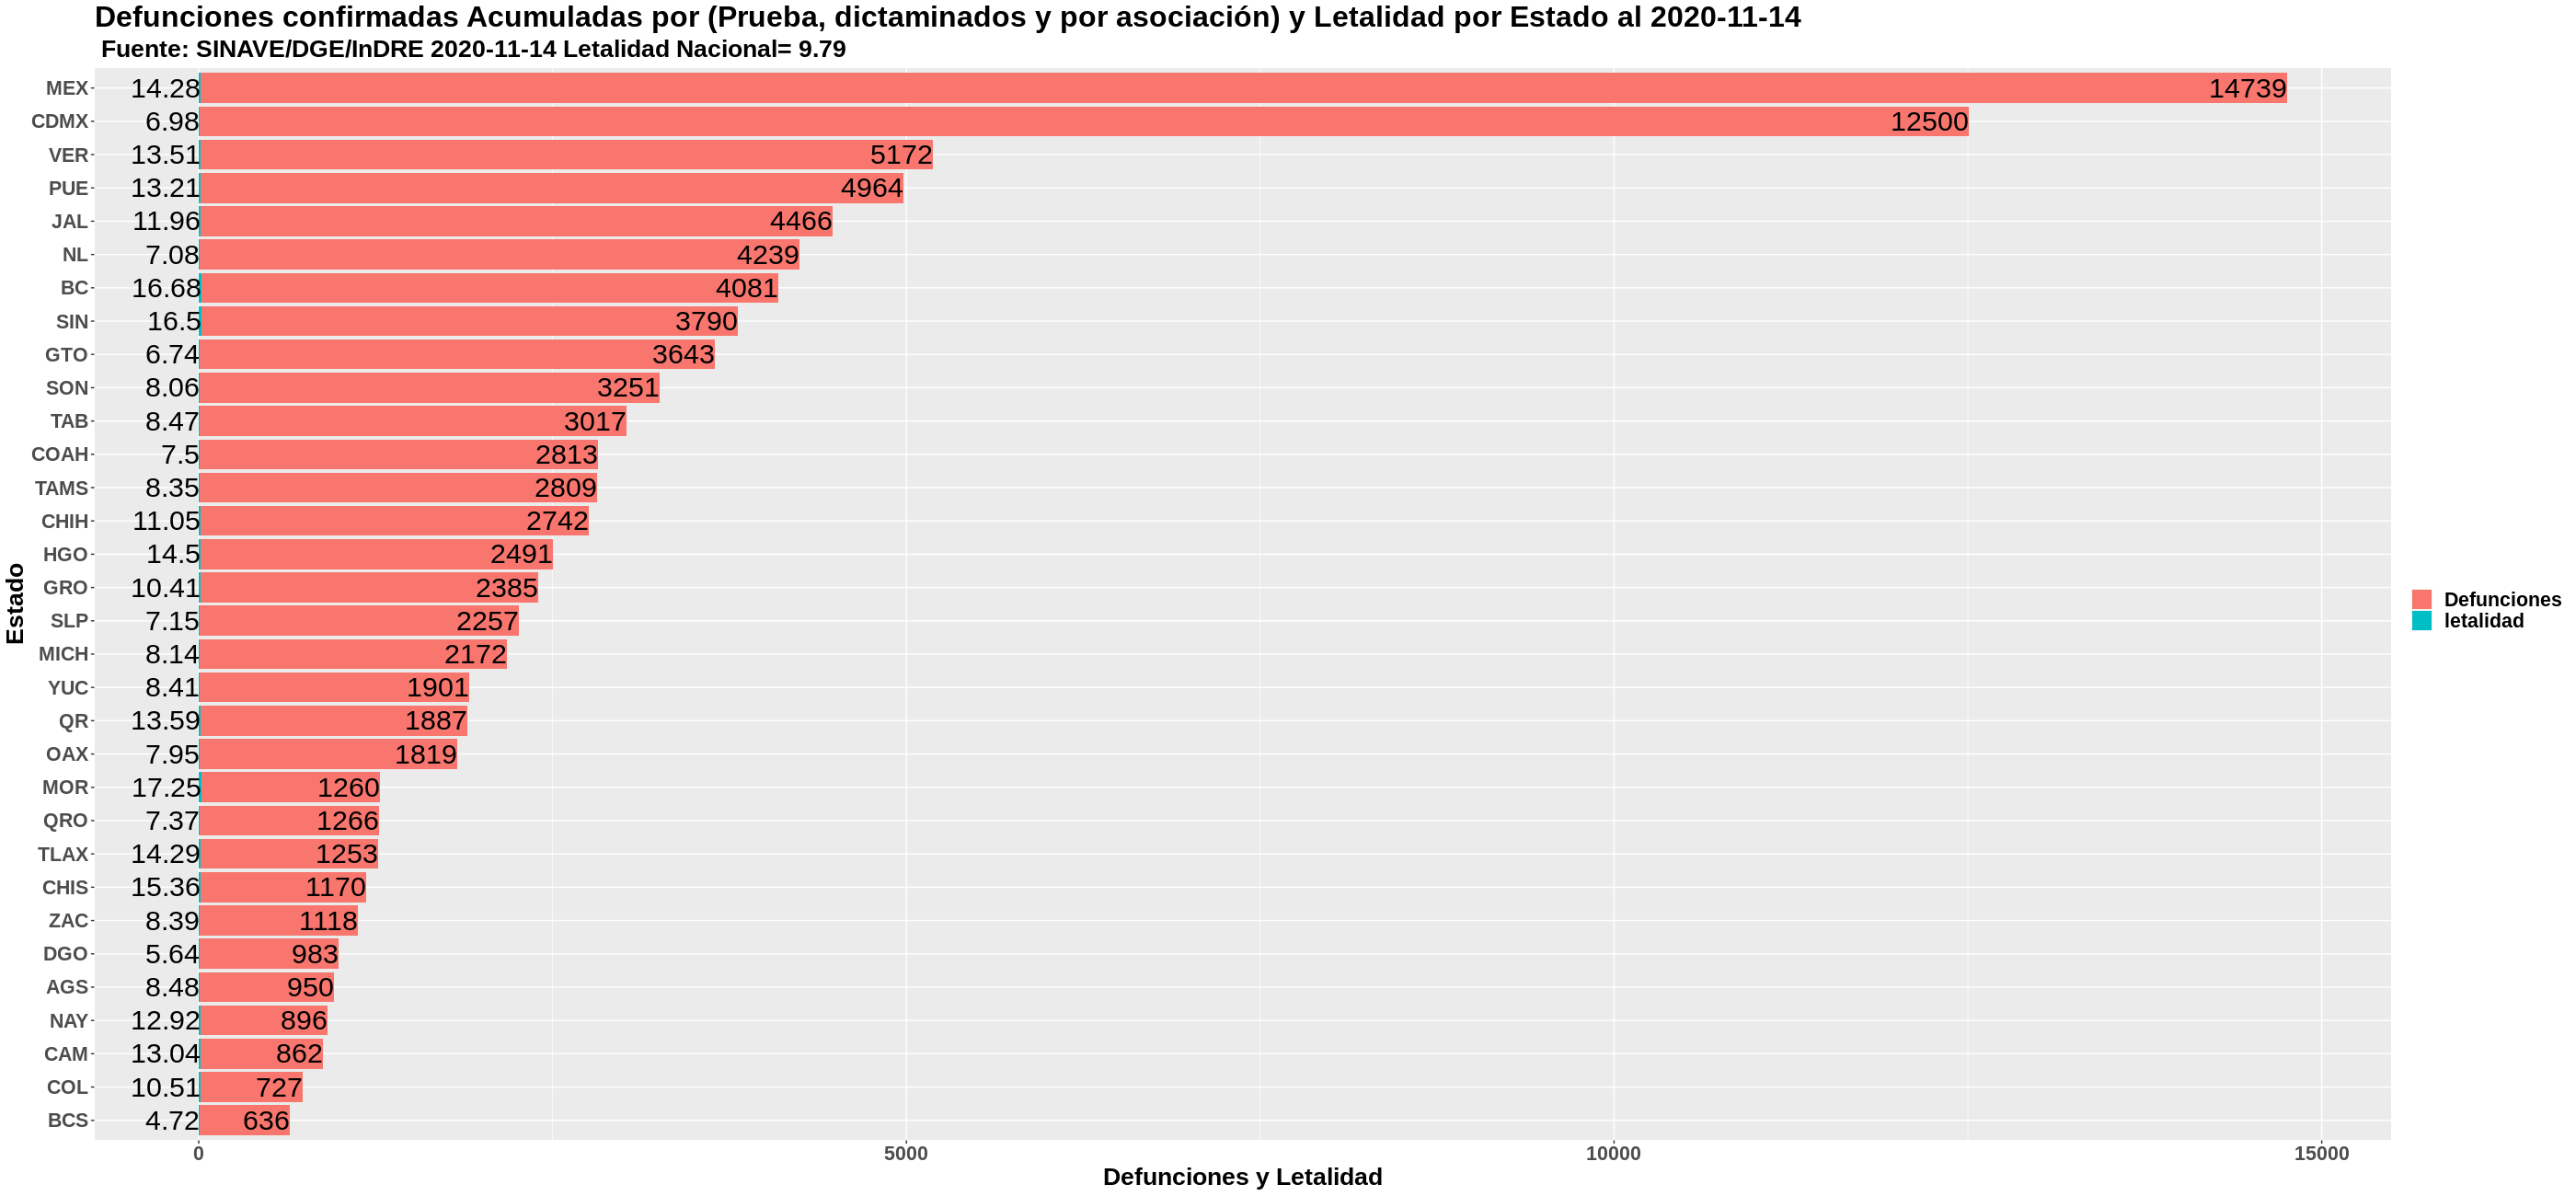 Defunciones confirmadas Acumuladas por (Prueba, dictaminados y por asociación) y Letalidad por Estado al 2020-11-14
Fuente: SINAVE/DGE/InDRE 2020-11-14 Letalidad Nacional= 9.79
MEX 14.28 14739
CDMX 6.98 12500
VER 13.51 5172
PUE 13.21 4964
JAL 11.96 4466
NL 7.08 4239
BC 16.68 4081
SIN 16.5 3790
GTO 6.74 3643
SON 8.06 3251
TAB 8.47 3017
COAH 7.5 2813
TAMS 8.35 2809
CHIH 11.05 2742
HGO 14.5 2491
GRO 10.41 2385
SLP 7.15 2257
MICH 8.14 2172
YUC 8.41 1901
QR 13.59 1887
OAX 7.95 1819
MOR 17.25 1260
QRO 7.37 1266
TLAX 14.29 1253
CHIS 15.36 1170
ZAC 8.39 1118
DGO 5.64 983
AGS 8.48 950
NAY 12.92 896
CAM 13.04 862
COL 10.51 727
BCS 4.72 636
0 5000 10000 15000
Defunciones y Letalidad
Estado
Defunciones
letalidad